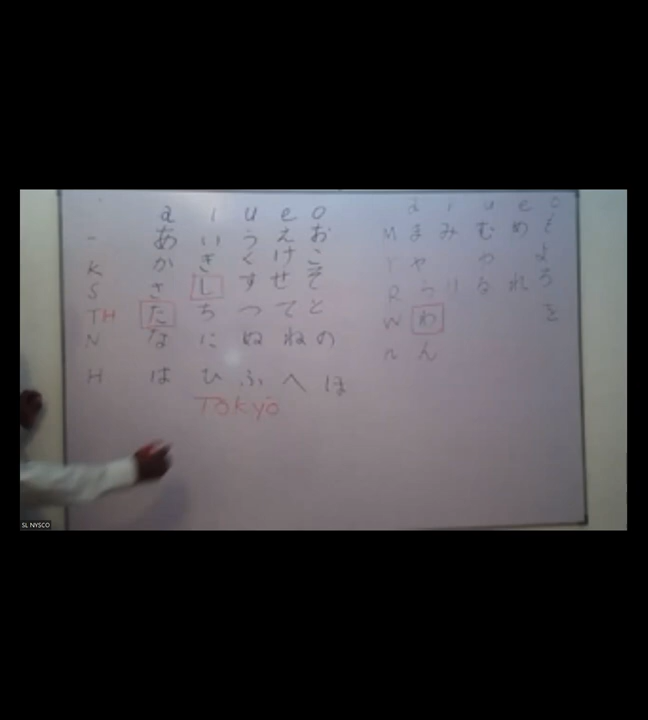 a i u e o
- あ い う え お
K か き く け こ
S さ し す せ そ
TH た ち つ て と
N な に ぬ ね の
H は ひ ふ へ ほ
TOKYO
a i u e o
M ま み む め も
Y や ゆ よ
R ら り る れ ろ
W わ を
n ん
SL NYSCO